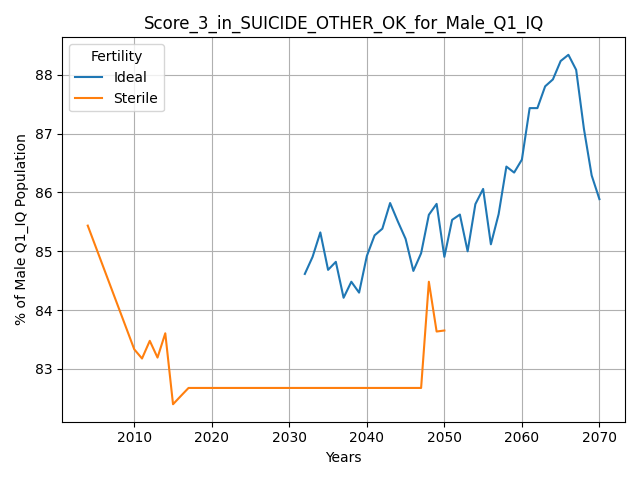 Score_3_in_SUICIDE_OTHER_OK_for_Male_Q1_IQ
Fertility
Ideal
Sterile
88
87
86
85
84
83
% of Male Q1_IQ Population
2010
2020
2030
2040
2050
2060
2070
Years